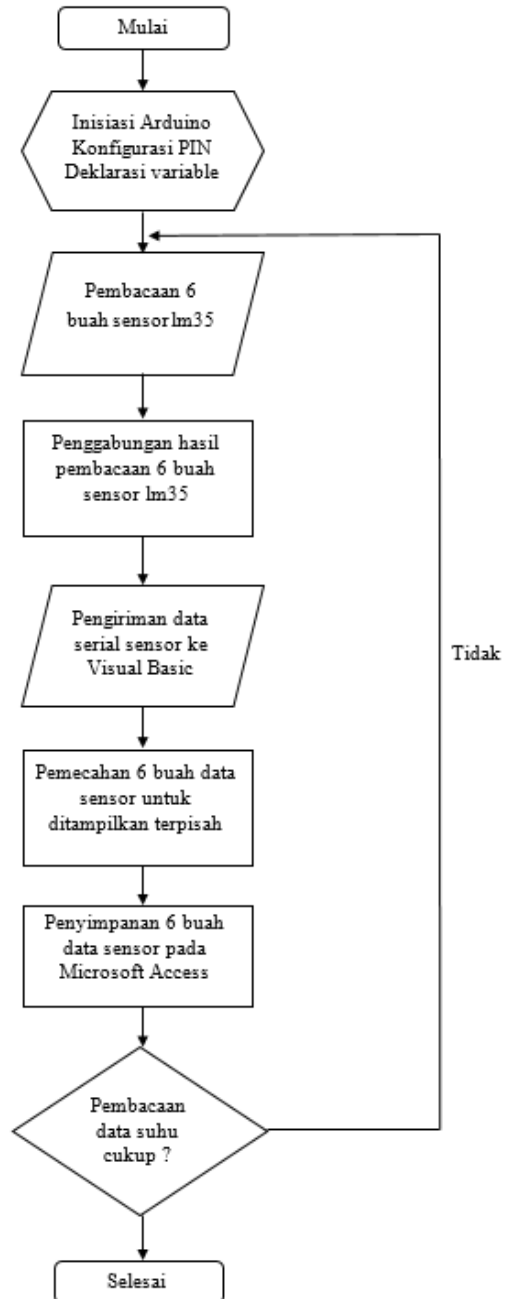 Mulai
Inisiasi Arduino
Konfigurasi PIN
Deklarasi variable
Pembacaan 6
buah sensor lm35
Penggabungan hasil
pembacaan 6 buah
sensor lm35
Pengiriman data
serial sensor ke
Visual Basic
Tidak
Pemecahan 6 buah data
sensor untuk
ditampilkan terpisah
Penyimpanan 6 buah
data sensor pada
Microsoft Access
Pembacaan
data suhu
cukup ?
Selesai